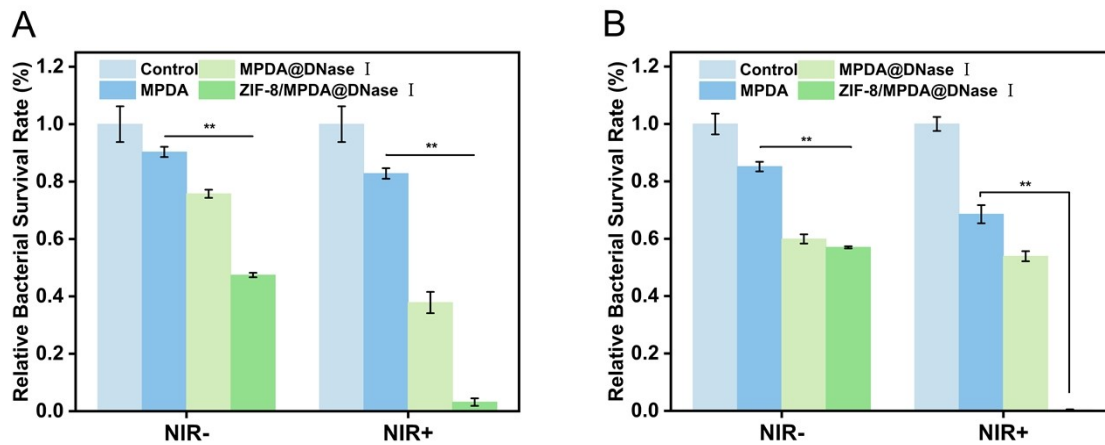 A
Relative Bacterial Survival Rate (%)
1.2
1.0
0.8
0.6
0.4
0.2
0.0
Control MPDA@DNase Ⅰ
MPDA ZIF-8/MPDA@DNase Ⅰ
**
**
NIR- NIR+
B
Relative Bacterial Survival Rate (%)
1.2
1.0
0.8
0.6
0.4
0.2
0.0
Control MPDA@DNase Ⅰ
MPDA ZIF-8/MPDA@DNase Ⅰ
**
**
NIR- NIR+